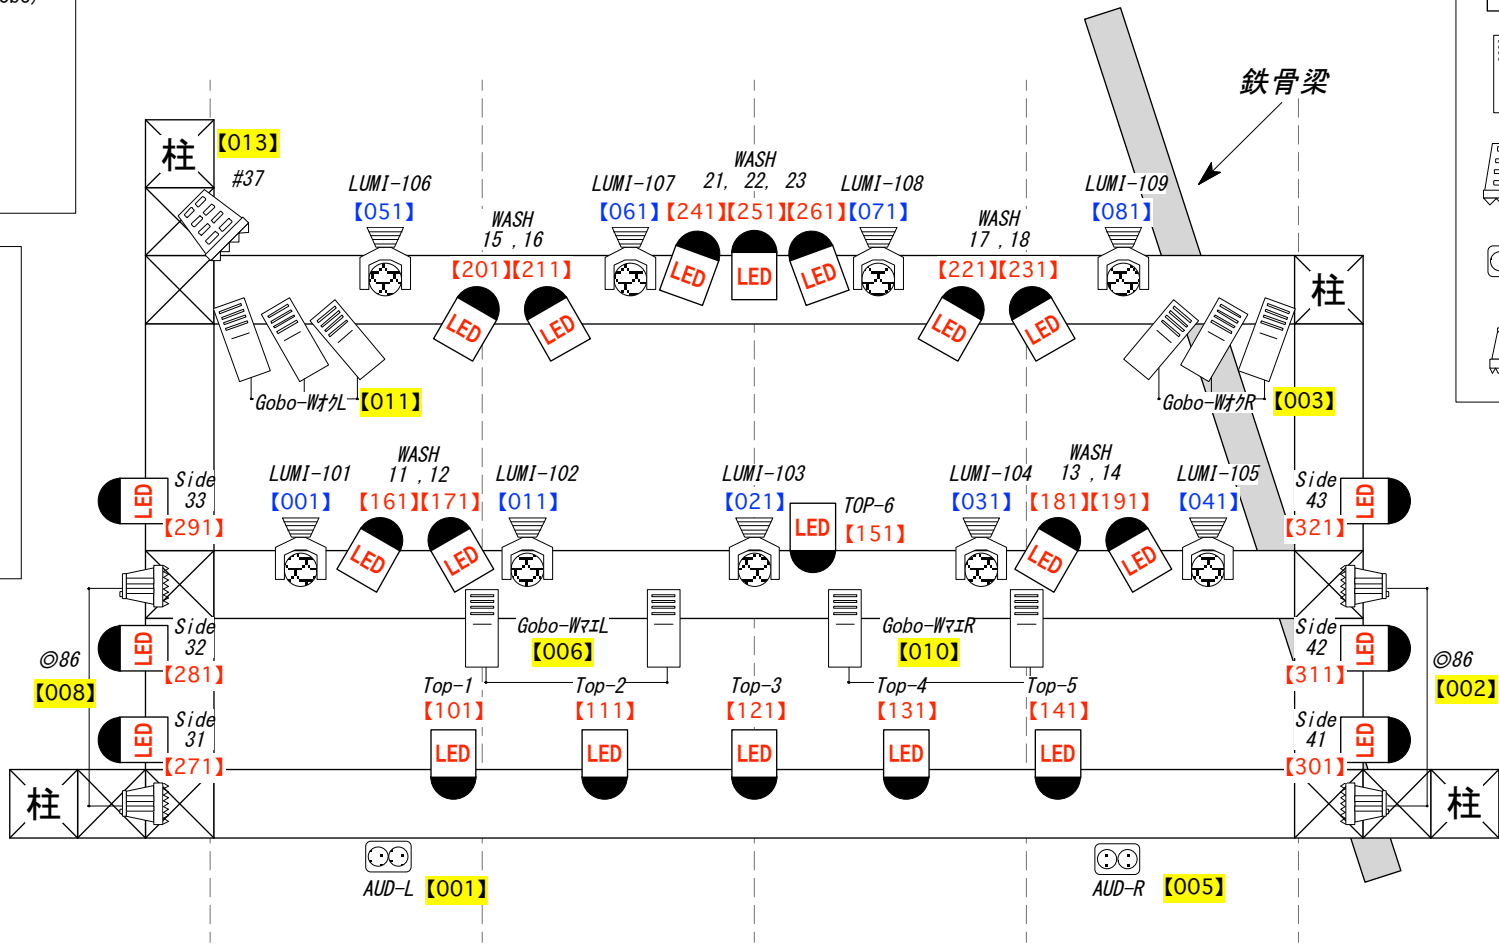 鉄骨梁
柱
【013】
#37
LUMI-106
【051】
WASH
15 , 16
【201】【211】
LUMI-107
【061】
WASH
21, 22, 23
【241】【251】【261】
LUMI-108
【071】
WASH
17 , 18
【221】【231】
LUMI-109
【081】
LED
LED
LED
LED
LED
LED
LED
柱
Gobo-WオクL
【011】
Gobo-WオクR
【003】
LED
Side
33
【291】
LUMI-101
【001】
WASH
11 , 12
【161】【171】
LUMI-102
【011】
LUMI-103
【021】
LED
TOP-6
【151】
LUMI-104
【031】
WASH
13 , 14
【181】【191】
LUMI-105
【041】
Side
43
【321】
LED
LED
LED
LED
LED
Gobo-WマエL
【006】
Gobo-WマエR
【010】
◎86
【008】
LED
Side
32
【281】
Side
42
【311】
LED
◎86
【002】
LED
Side
31
【271】
Top-1
【101】
LED
Top-2
【111】
LED
Top-3
【121】
LED
Top-4
【131】
LED
Top-5
【141】
LED
Side
41
【301】
LED
柱
柱
AUD-L
【001】
AUD-R
【005】